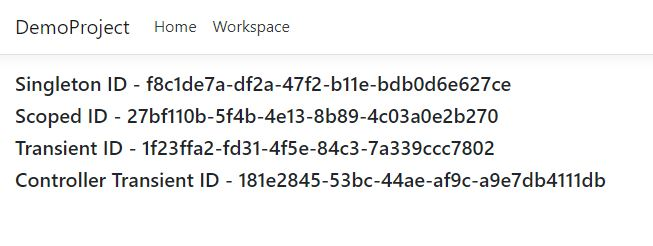 DemoProject Home Workspace
Singleton ID - f8c1de7a-df2a-47f2-b11e-bdb0d6e627ce
Scoped ID - 27bf110b-5f4b-4e13-8b89-4c03a0e2b270
Transient ID - 1f23ffa2-fd31-4f5e-84c3-7a339ccc7802
Controller Transient ID - 181e2845-53bc-44ae-af9c-a9e7db4111db